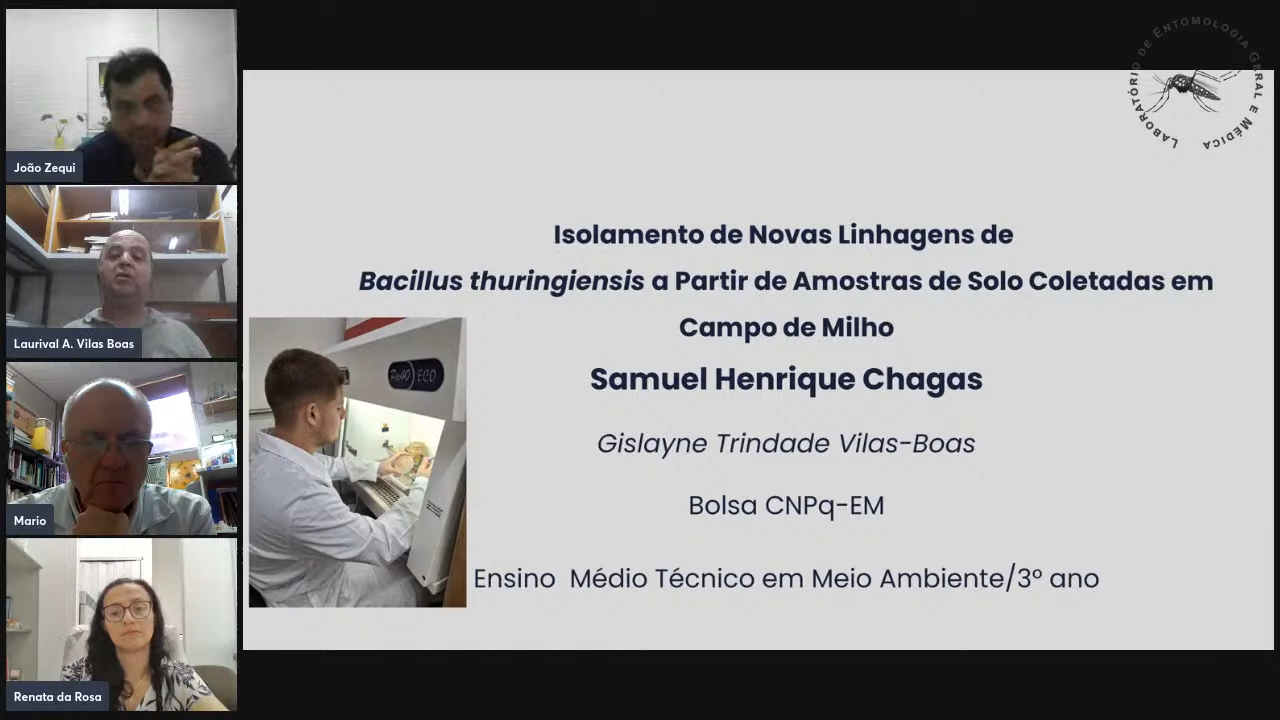 João Zequi
Laurival A. Vilas Boas
Mario
Renata da Rosa
LABORATÓRIO DE ENTOMOLOGIA GERAL E MÉDICA
Isolamento de Novas Linhagens de
Bacillus thuringiensis a Partir de Amostras de Solo Coletadas em
Campo de Milho
Samuel Henrique Chagas
Gislayne Trindade Vilas-Boas
Bolsa CNPq-EM
Ensino Médio Técnico em Meio Ambiente/3º ano
ECO